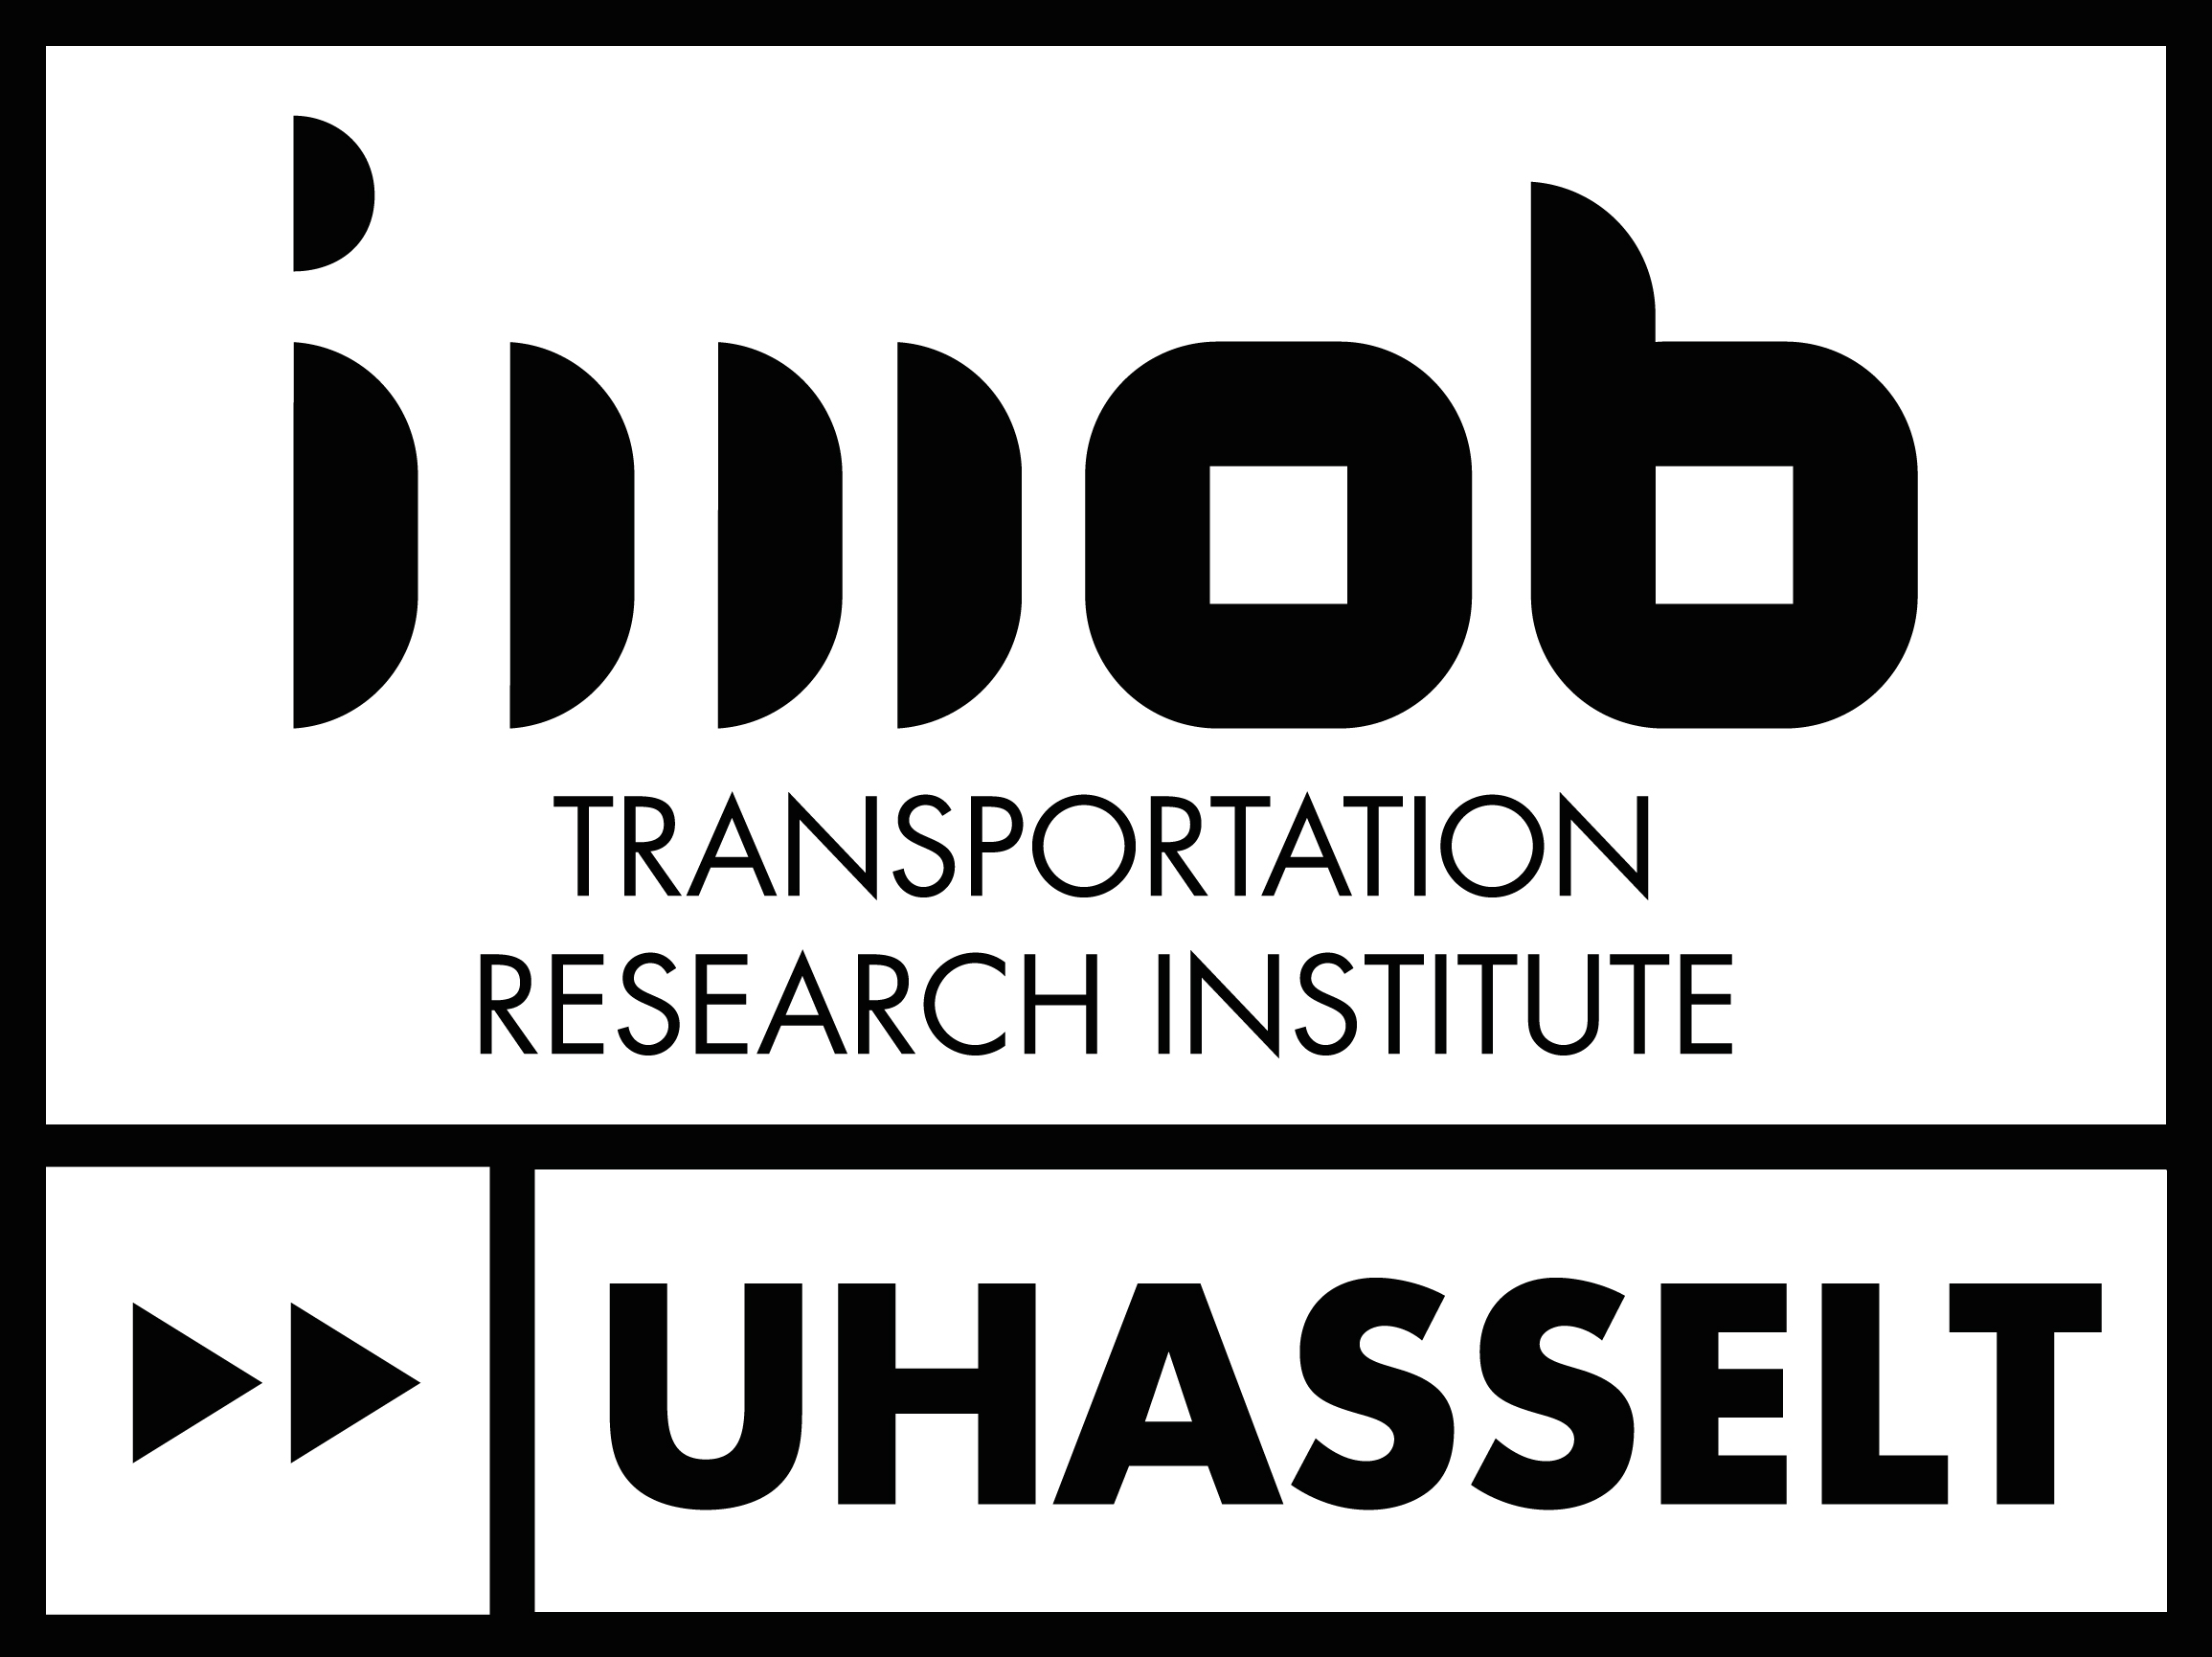 imob
TRANSPORTATION
RESEARCH INSTITUTE
UHASSELT